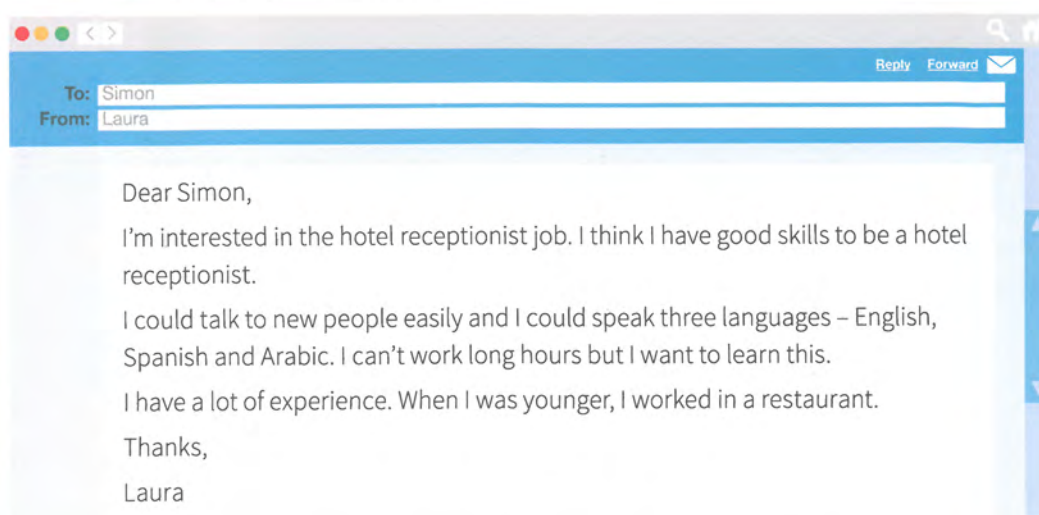 Reply Forward
To: Simon
From: Laura
Dear Simon,
I'm interested in the hotel receptionist job. I think I have good skills to be a hotel
receptionist.
I could talk to new people easily and I could speak three languages – English,
Spanish and Arabic. I can't work long hours but I want to learn this.
I have a lot of experience. When I was younger, I worked in a restaurant.
Thanks,
Laura